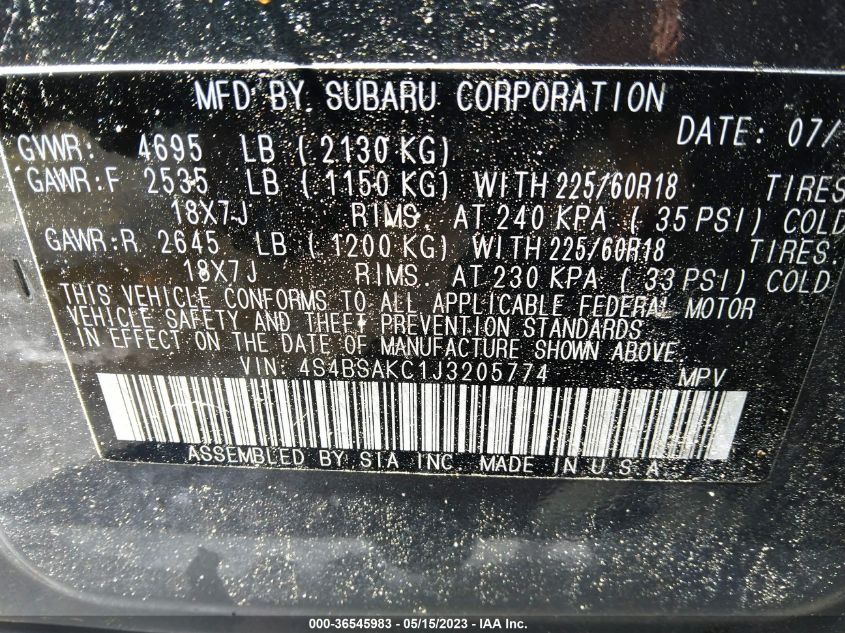 MFD BY SUBARU CORPORATION
DATE: 07/
GVWR: 4695 LB (2130 KG)
GAWR:F 2535 LB (1150 KG) WITH 225/60R18 TIRES
18X7J RIMS. AT 240 KPA ( 35 PSI) COLD
GAWR:R 2645 LB (1200 KG) WITH 225/60R18 TIRES.
18X7J RIMS. AT 230 KPA ( 33 PSI) COLD
THIS VEHICLE CONFORMS TO ALL APPLICABLE FEDERAL MOTOR
VEHICLE SAFETY AND THEFT PREVENTION STANDARDS
IN EFFECT ON THE DATE OF MANUFACTURE SHOWN ABOVE.
VIN: 4S4BSAKC1J3205774 MPV
ASSEMBLED BY SIA INC. MADE IN U.S.A.
000-36545983 - 05/15/2023 - IAA Inc.